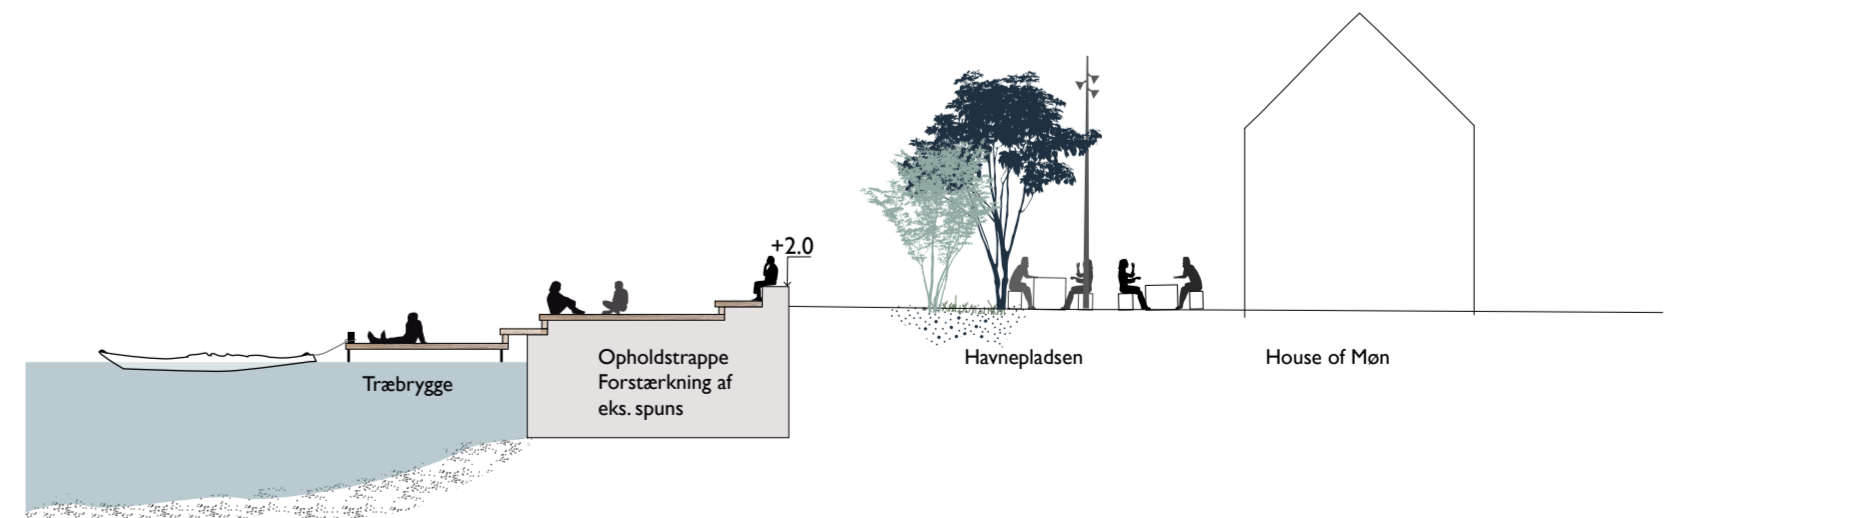 +2.0
Træbrygge
Opholdstrappe
Forstærkning af
eks. spuns
Havnepladsen
House of Møn